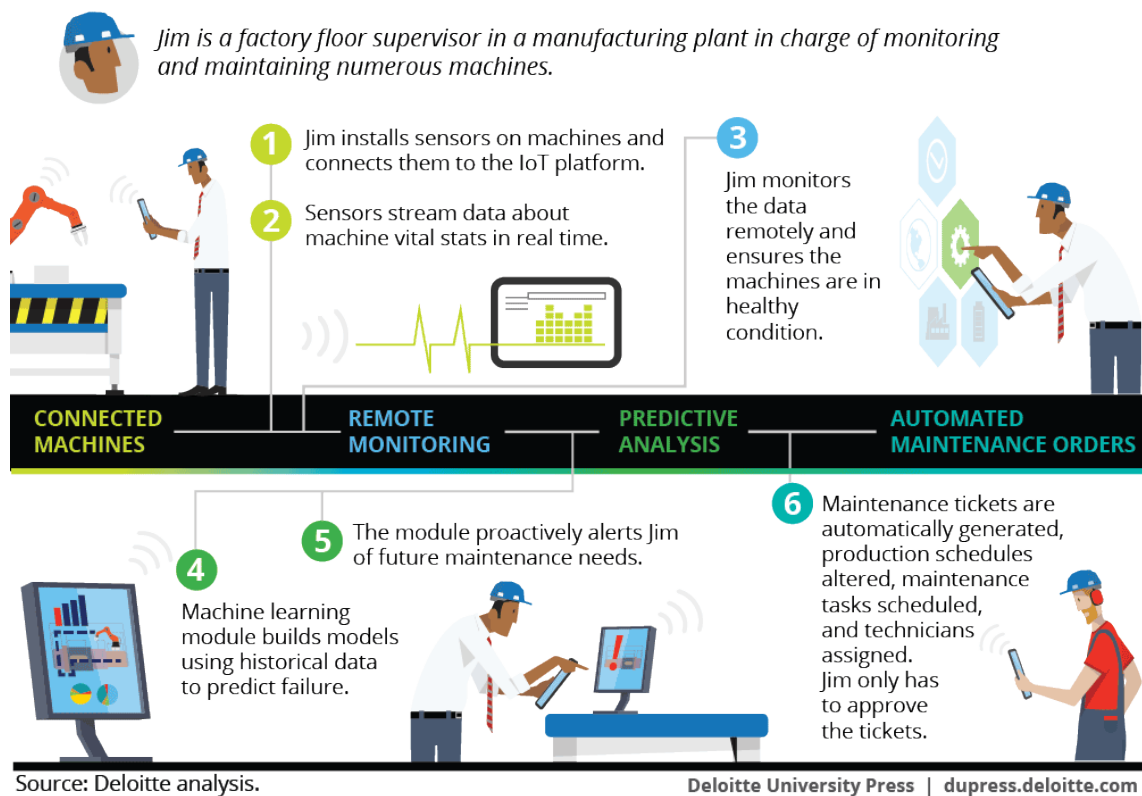 Jim is a factory floor supervisor in a manufacturing plant in charge of monitoring
and maintaining numerous machines.
1
Jim installs sensors on machines and
connects them to the IoT platform.
2
Sensors stream data about
machine vital stats in real time.
3
Jim monitors
the data
remotely and
ensures the
machines are in
healthy
condition.
CONNECTED
MACHINES
REMOTE
MONITORING
PREDICTIVE
ANALYSIS
AUTOMATED
MAINTENANCE ORDERS
4
Machine learning
module builds models
using historical data
to predict failure.
5
The module proactively alerts Jim
of future maintenance needs.
6
Maintenance tickets are
automatically generated,
production schedules
altered, maintenance
tasks scheduled,
and technicians
assigned.
Jim only has
to approve
the tickets.
Source: Deloitte analysis.
Deloitte University Press | dupress.deloitte.com